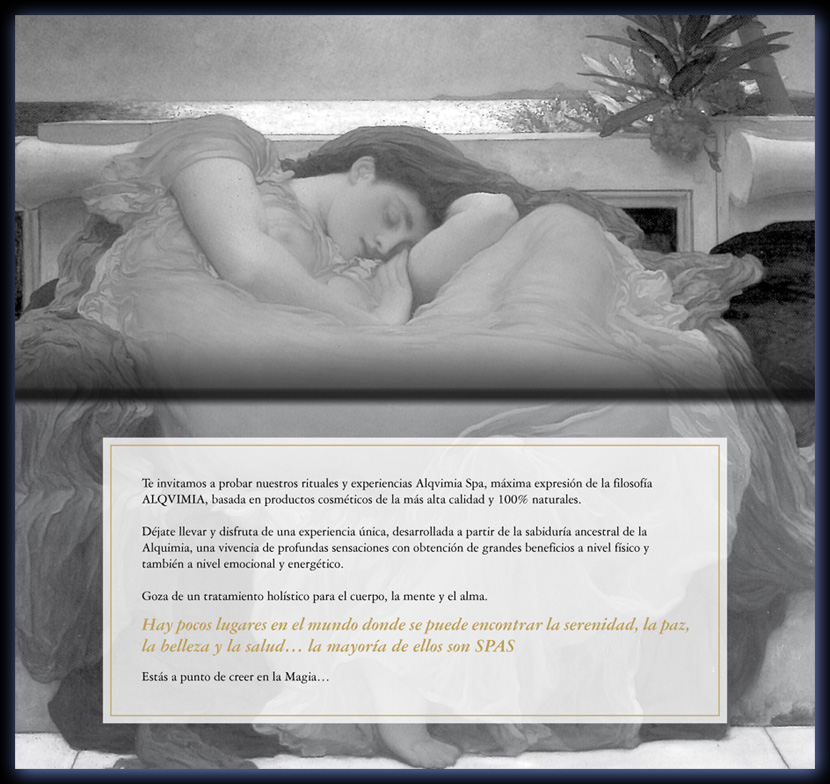 Te invitamos a probar nuestros rituales y experiencias Alqvimia Spa, máxima expresión de la filosofía
ALQVIMIA, basada en productos cosméticos de la más alta calidad y 100% naturales.
Déjate llevar y disfruta de una experiencia única, desarrollada a partir de la sabiduría ancestral de la
Alquimia, una vivencia de profundas sensaciones con obtención de grandes beneficios a nivel físico y
también a nivel emocional y energético.
Goza de un tratamiento holístico para el cuerpo, la mente y el alma.
Hay pocos lugares en el mundo donde se puede encontrar la serenidad, la paz,
la belleza y la salud… la mayoría de ellos son SPAS
Estás a punto de creer en la Magia…